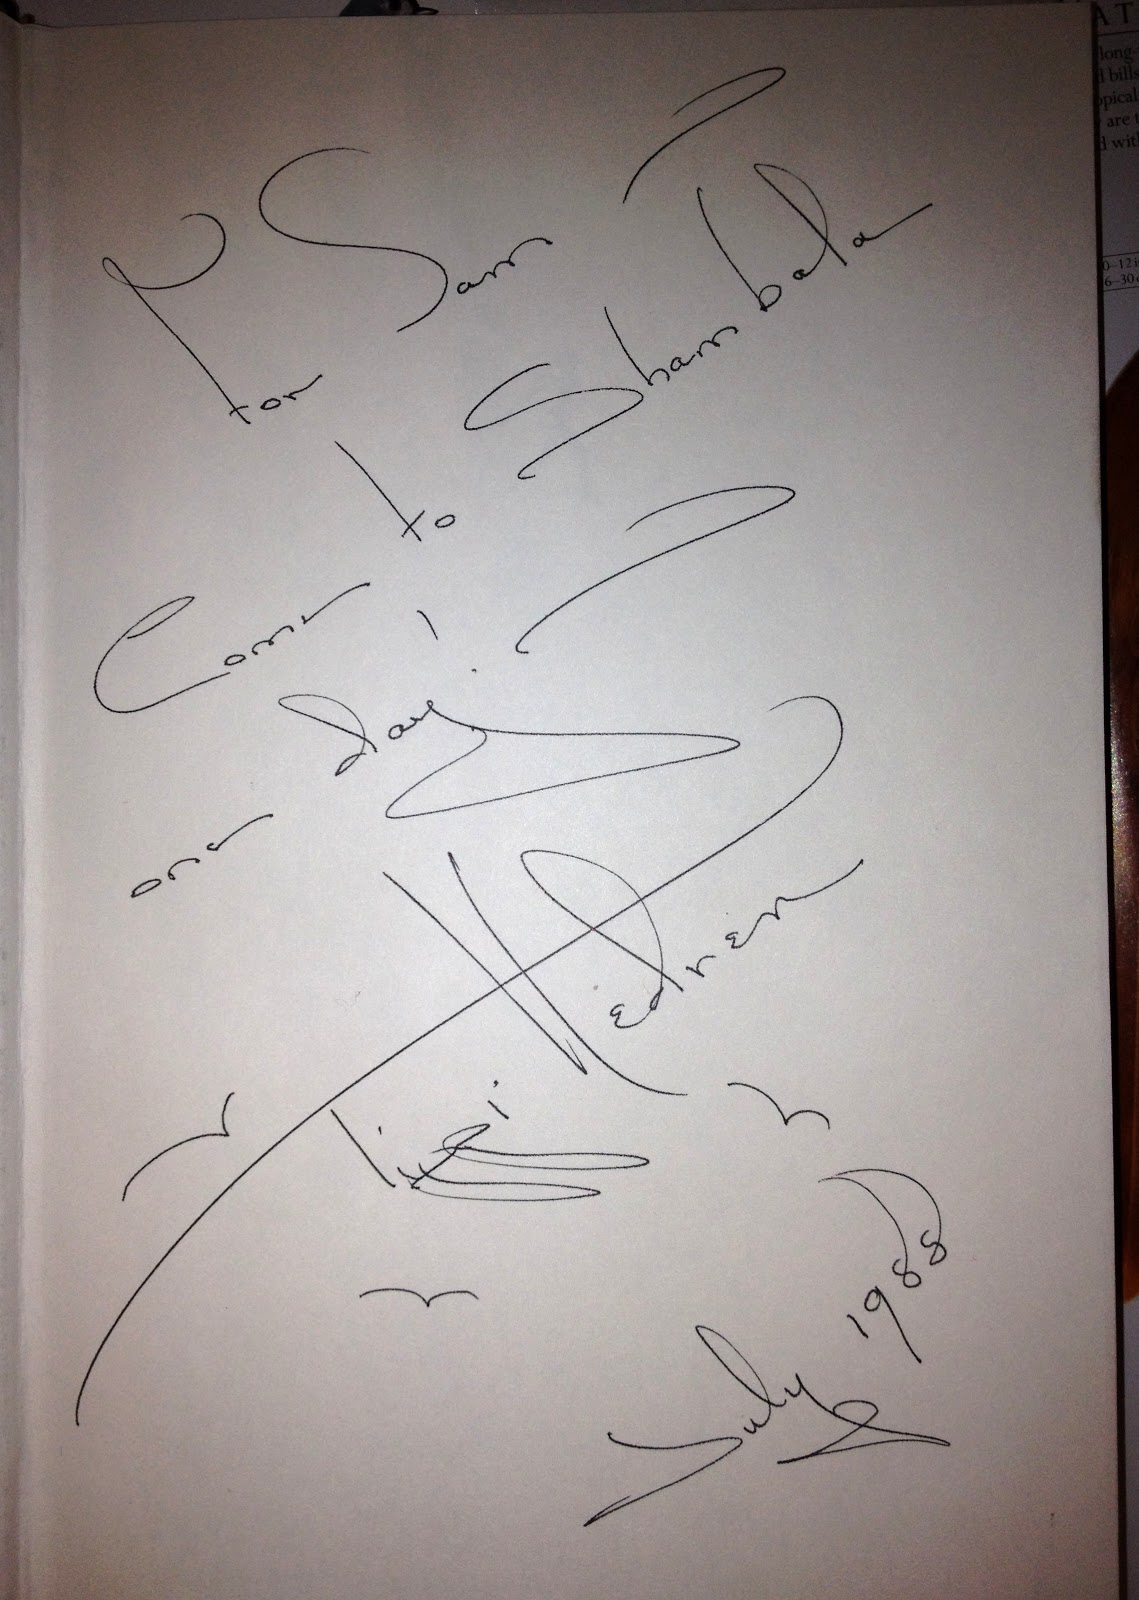 For Sam
Come to Shambala
one day!
Tippi Hedren
July 1988